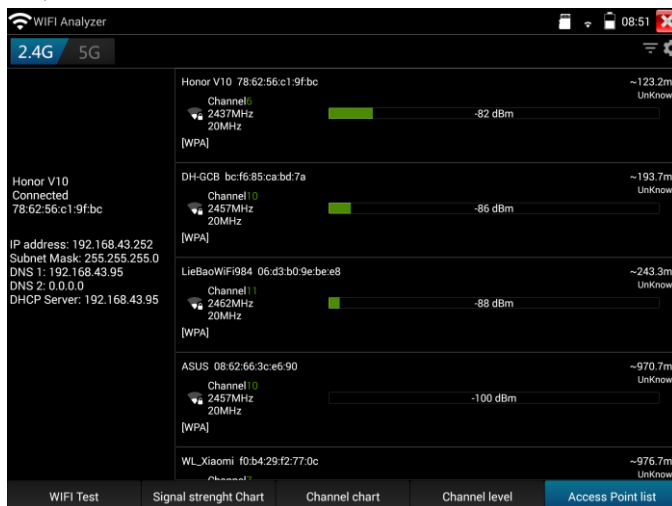 WIFI Analyzer
08:51
2.4G 5G
Honor V10
Connected
78:62:56:c1:9f:bc
IP address: 192.168.43.252
Subnet Mask: 255.255.255.0
DNS 1: 192.168.43.95
DNS 2: 0.0.0.0
DHCP Server: 192.168.43.95
Honor V10 78:62:56:c1:9f:bc ~123.2m
UnKnow
Channel6
2437MHz -82 dBm
20MHz
[WPA]
DH-GCB bc:f6:85:ca:bd:7a ~193.7m
UnKnow
Channel10
2457MHz -86 dBm
20MHz
[WPA]
LieBaoWiFi984 06:d3:b0:9e:be:e8 ~243.3m
UnKnow
Channel11
2462MHz -88 dBm
20MHz
[WPA]
ASUS 08:62:66:3c:e6:90 ~970.7m
UnKnow
Channel10
2457MHz -100 dBm
20MHz
[WPA]
WL_Xiaomi f0:b4:29:f2:77:0c ~976.7m
UnKnow
Channel7
WIFI Test Signal strenght Chart Channel chart Channel level Access Point list